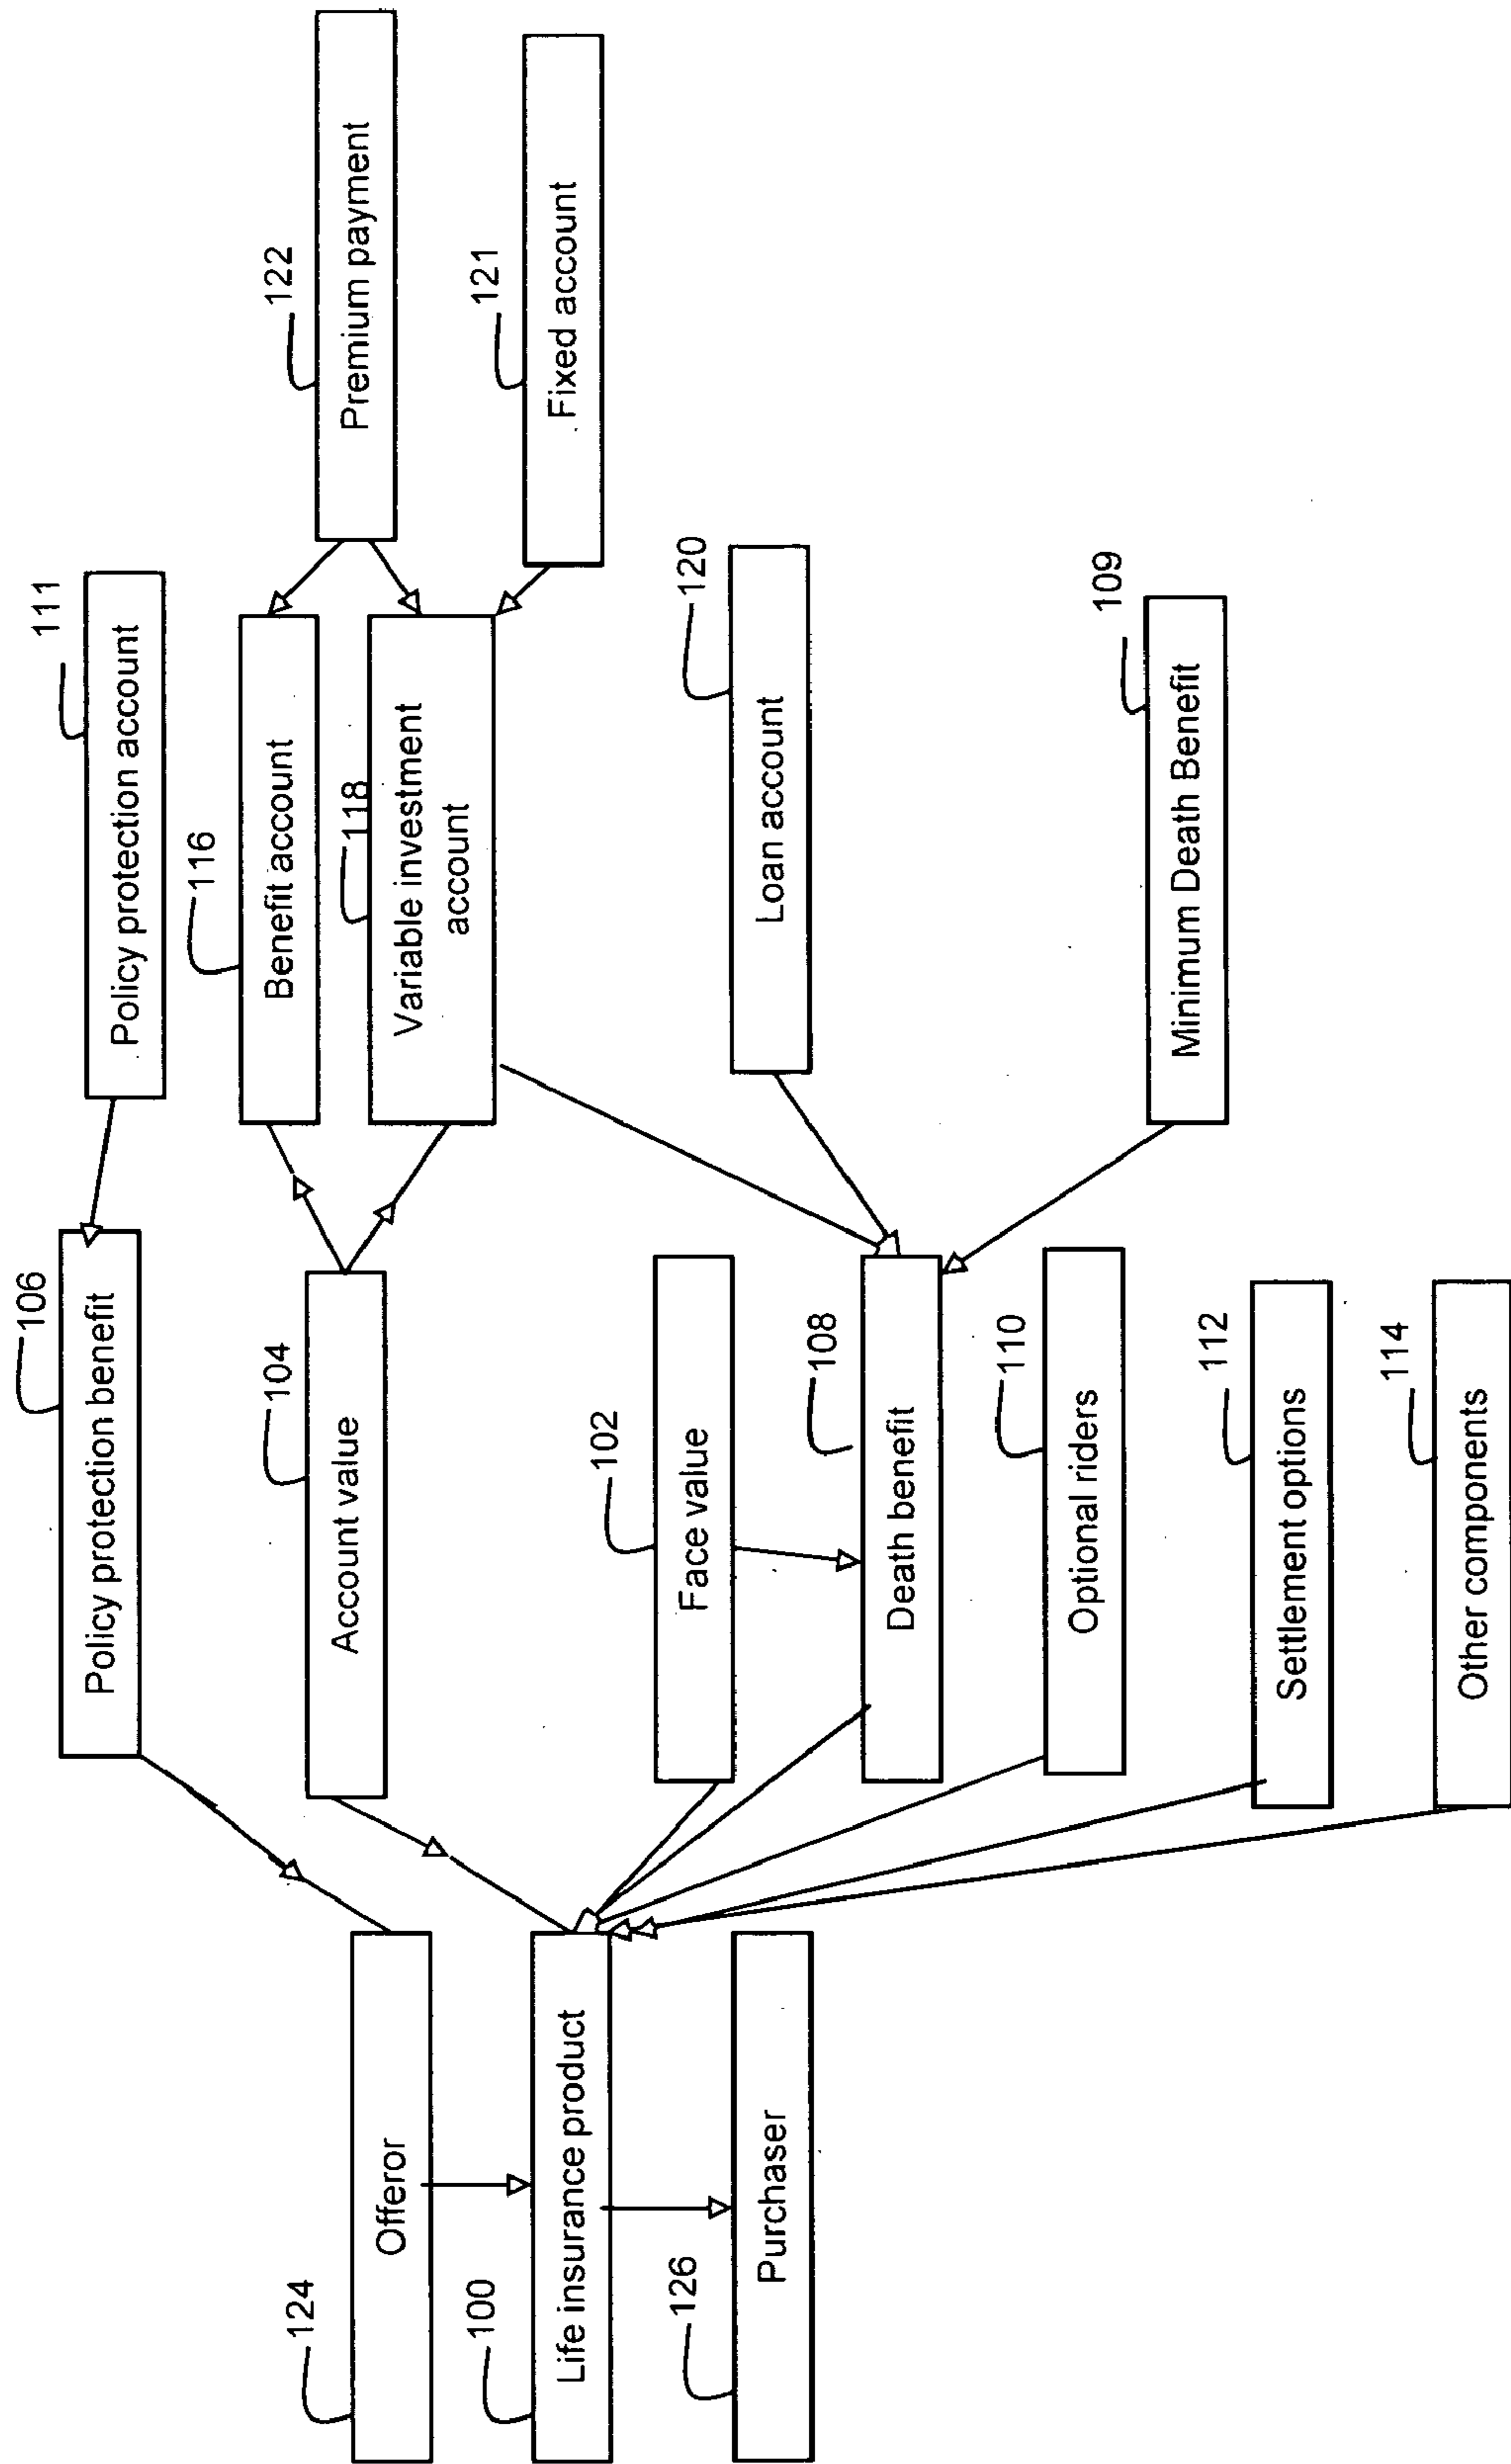 124
Offeror
100
Life insurance product
126
Purchaser
106
Policy protection benefit
104
Account value
102
Face value
108
Death benefit
110
Optional riders
112
Settlement options
114
Other components
111
Policy protection account
116
Benefit account
118
Variable investment
account
120
Loan account
109
Minimum Death Benefit
122
Premium payment
121
Fixed account